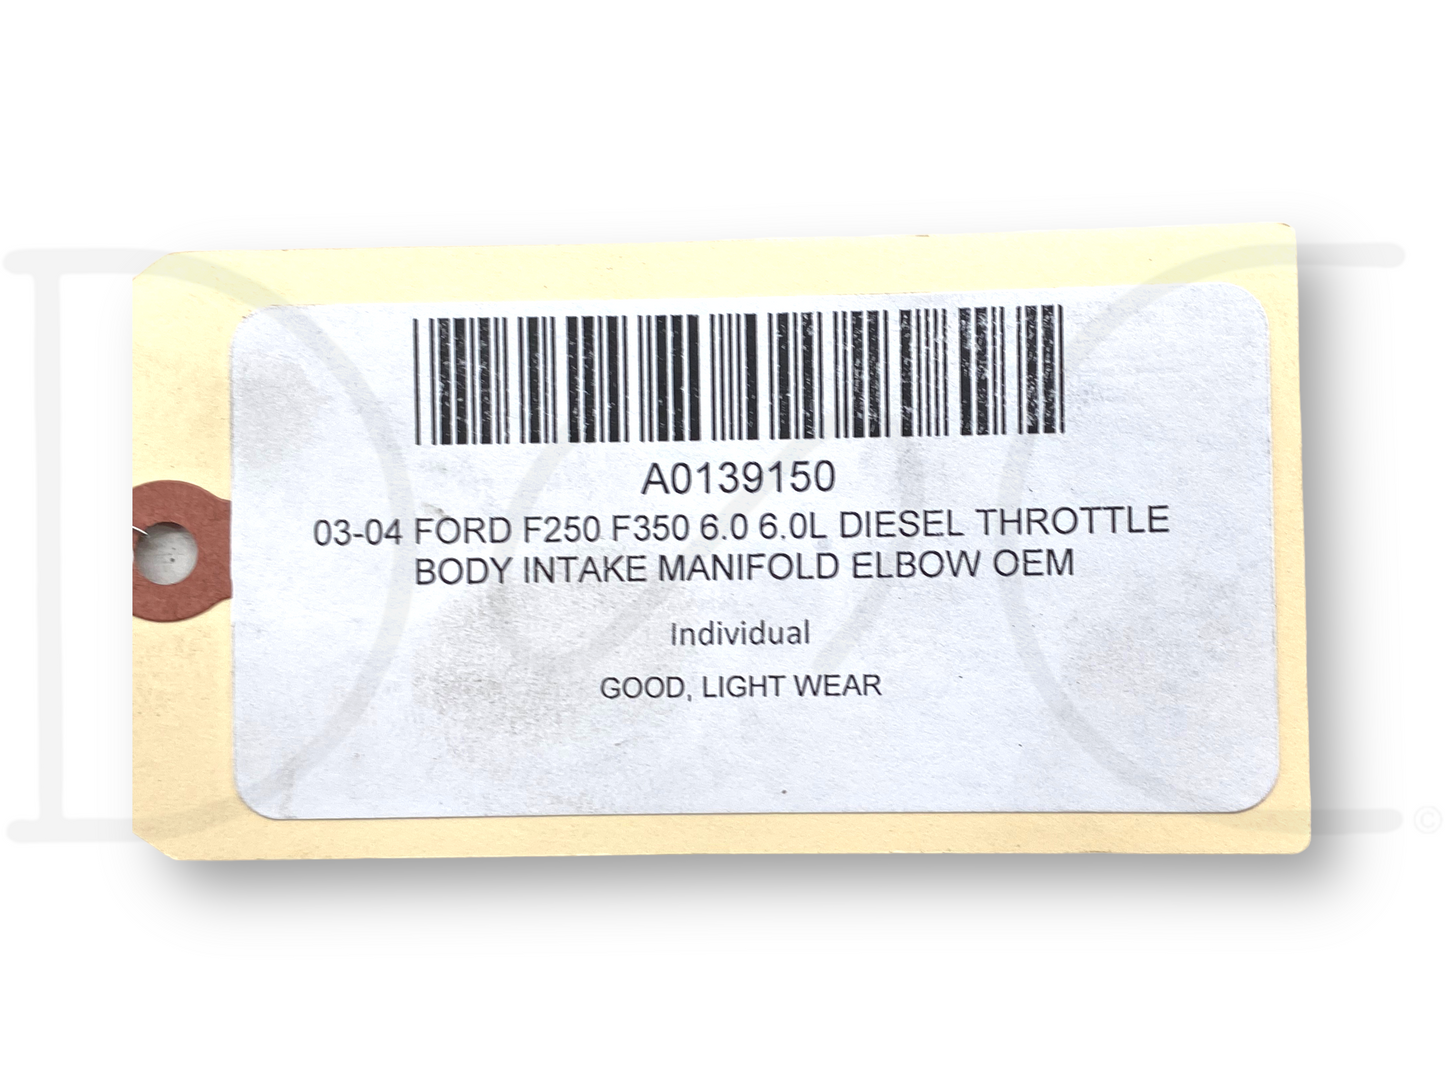 A0139150
03-04 FORD F250 F350 6.0 6.0L DIESEL THROTTLE
BODY INTAKE MANIFOLD ELBOW OEM
Individual
GOOD, LIGHT WEAR
©